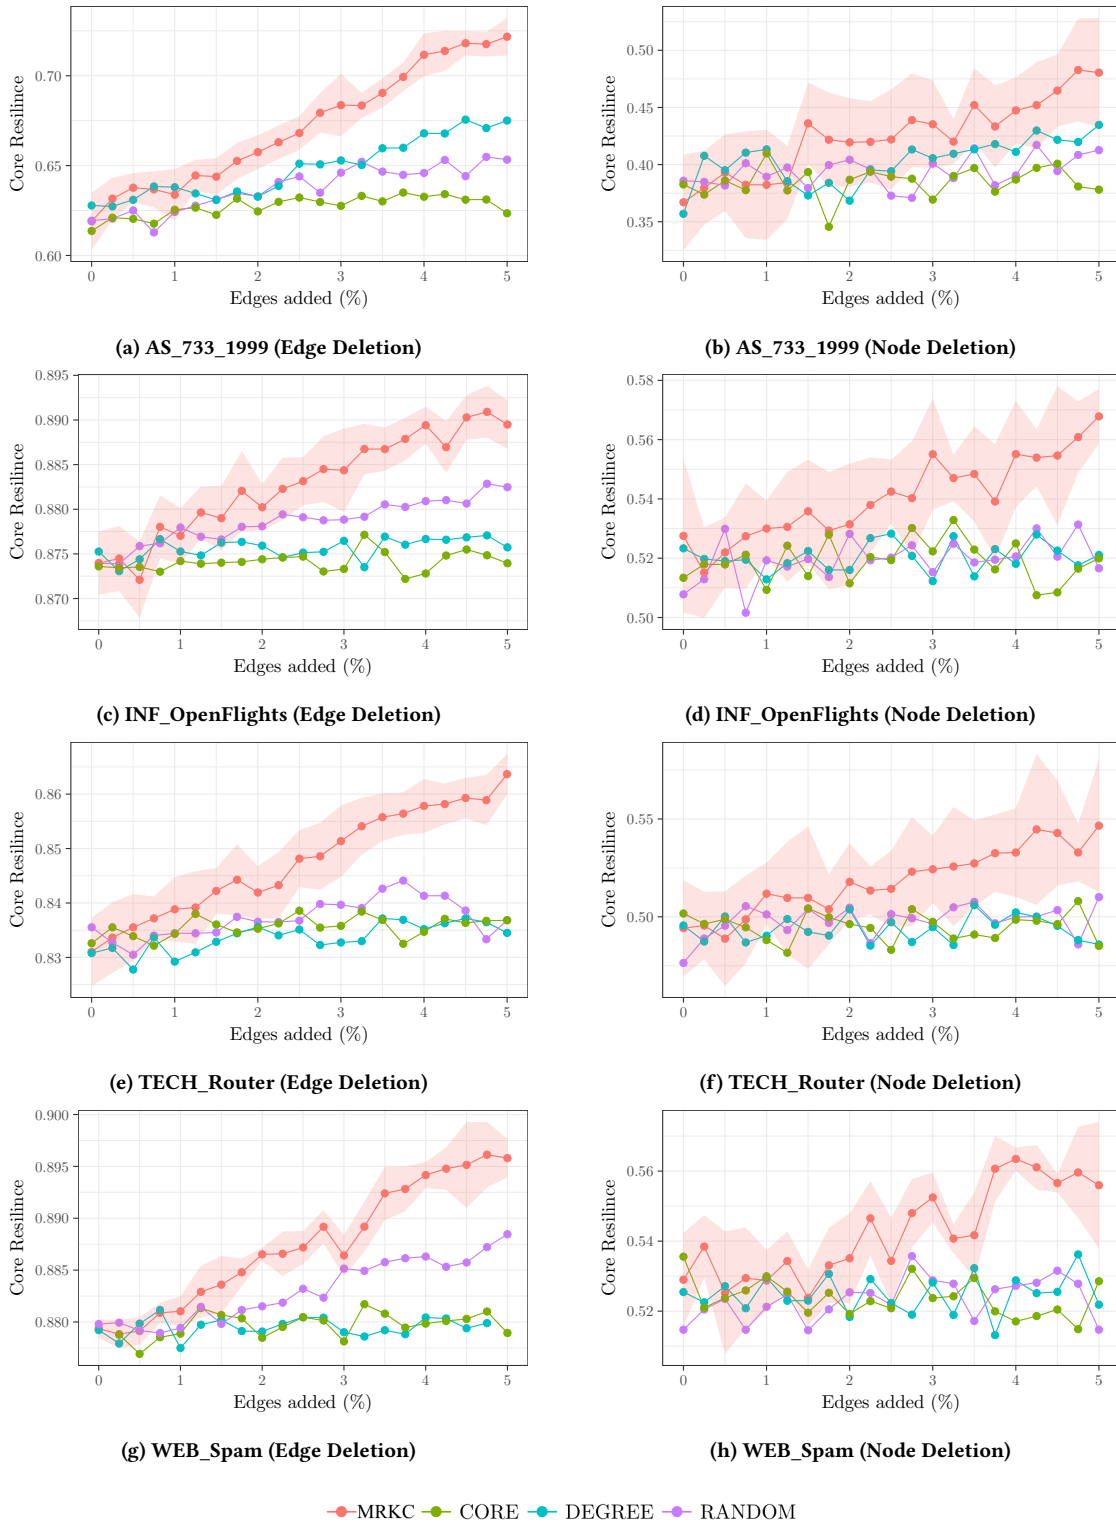 Core Resilince
0.70
0.65
0.60
0 1 2 3 4 5
Edges added (%)
(a) AS_733_1999 (Edge Deletion)
Core Resilince
0.50
0.45
0.40
0.35
0 1 2 3 4 5
Edges added (%)
(b) AS_733_1999 (Node Deletion)
Core Resilince
0.895
0.890
0.885
0.880
0.875
0.870
0 1 2 3 4 5
Edges added (%)
(c) INF_OpenFlights (Edge Deletion)
Core Resilince
0.58
0.56
0.54
0.52
0.50
0 1 2 3 4 5
Edges added (%)
(d) INF_OpenFlights (Node Deletion)
Core Resilince
0.86
0.85
0.84
0.83
0 1 2 3 4 5
Edges added (%)
(e) TECH_Router (Edge Deletion)
Core Resilince
0.55
0.50
0 1 2 3 4 5
Edges added (%)
(f) TECH_Router (Node Deletion)
Core Resilince
0.900
0.895
0.890
0.885
0.880
0 1 2 3 4 5
Edges added (%)
(g) WEB_Spam (Edge Deletion)
Core Resilince
0.56
0.54
0.52
0 1 2 3 4 5
Edges added (%)
(h) WEB_Spam (Node Deletion)
MRKC CORE DEGREE RANDOM